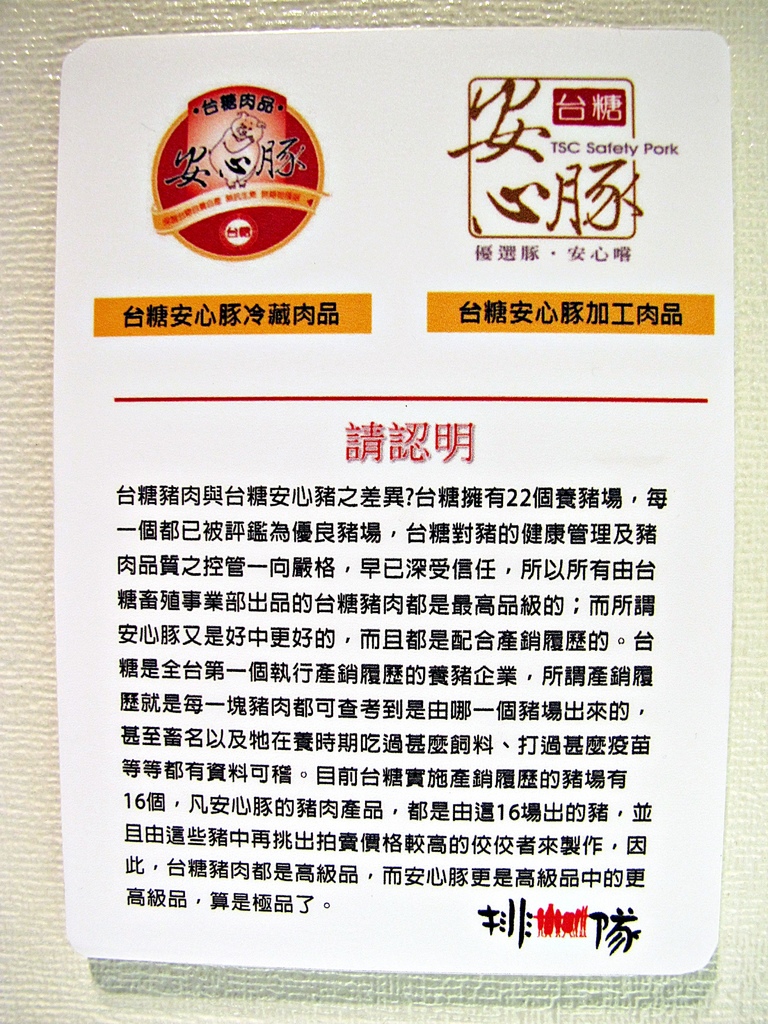 •台糖肉品•
安心豚
台糖
安心豚
台糖
TSC Safety Pork
優選豚・安心嚐
台糖安心豚冷藏肉品
台糖安心豚加工肉品
請認明
台糖豬肉與台糖安心豬之差異?台糖擁有22個養豬場，每
一個都已被評鑑為優良豬場，台糖對豬的健康管理及豬
肉品質之控管一向嚴格，早已深受信任，所以所有由台
糖畜殖事業部出品的台糖豬肉都是最高品級的；而所謂
安心豚又是好中更好的，而且都是配合產銷履歷的。台
糖是全台第一個執行產銷履歷的養豬企業，所謂產銷履
歷就是每一塊豬肉都可查考到是由哪一個豬場出來的，
甚至畜名以及牠在養時期吃過甚麼飼料、打過甚麼疫苗
等等都有資料可稽。目前台糖實施產銷履歷的豬場有
16個，凡安心豚的豬肉產品，都是由這16場出的豬，並
且由這些豬中再挑出拍賣價格較高的佼佼者來製作，因
此，台糖豬肉都是高級品，而安心豚更是高級品中的更
高級品，算是極品了。
排隊